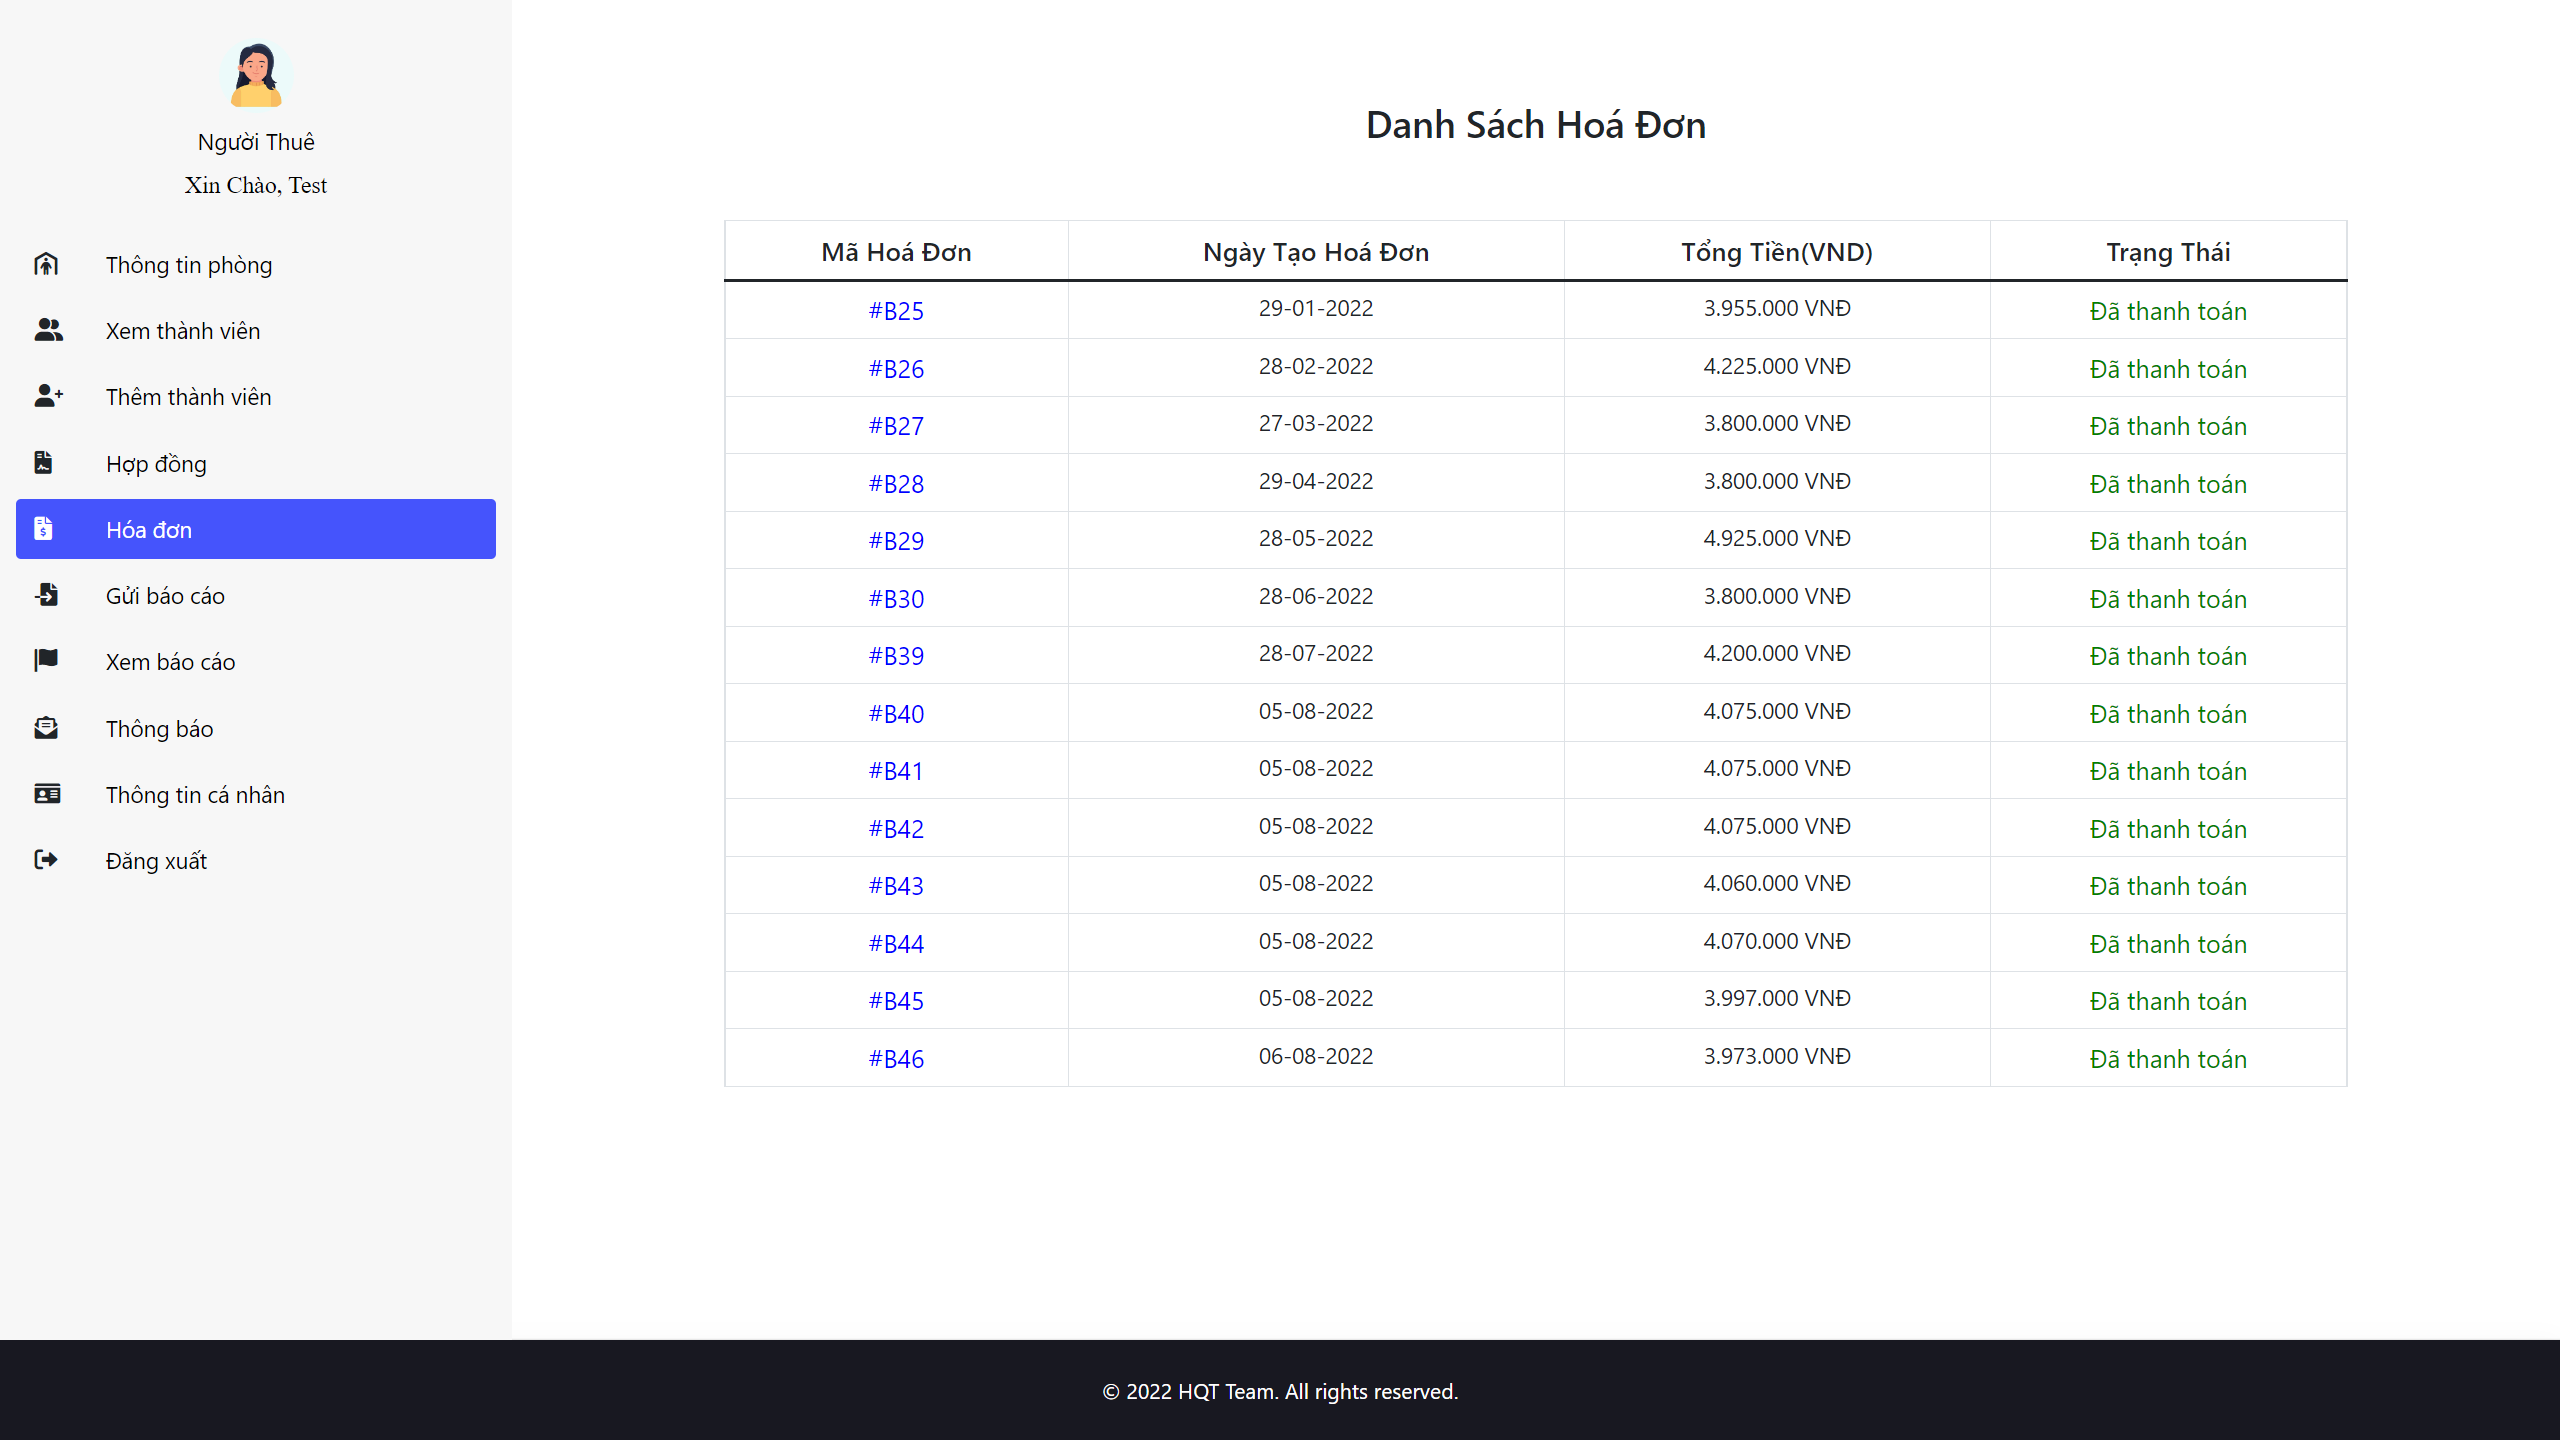 Người Thuê
Xin Chào, Test
Thông tin phòng
Xem thành viên
Thêm thành viên
Hợp đồng
Hóa đơn
Gửi báo cáo
Xem báo cáo
Thông báo
Thông tin cá nhân
Đăng xuất
Danh Sách Hoá Đơn
Mã Hoá Đơn Ngày Tạo Hoá Đơn Tổng Tiền(VND) Trạng Thái
#B25 29-01-2022 3.955.000 VNĐ Đã thanh toán
#B26 28-02-2022 4.225.000 VNĐ Đã thanh toán
#B27 27-03-2022 3.800.000 VNĐ Đã thanh toán
#B28 29-04-2022 3.800.000 VNĐ Đã thanh toán
#B29 28-05-2022 4.925.000 VNĐ Đã thanh toán
#B30 28-06-2022 3.800.000 VNĐ Đã thanh toán
#B39 28-07-2022 4.200.000 VNĐ Đã thanh toán
#B40 05-08-2022 4.075.000 VNĐ Đã thanh toán
#B41 05-08-2022 4.075.000 VNĐ Đã thanh toán
#B42 05-08-2022 4.075.000 VNĐ Đã thanh toán
#B43 05-08-2022 4.060.000 VNĐ Đã thanh toán
#B44 05-08-2022 4.070.000 VNĐ Đã thanh toán
#B45 05-08-2022 3.997.000 VNĐ Đã thanh toán
#B46 06-08-2022 3.973.000 VNĐ Đã thanh toán
© 2022 HQT Team. All rights reserved.